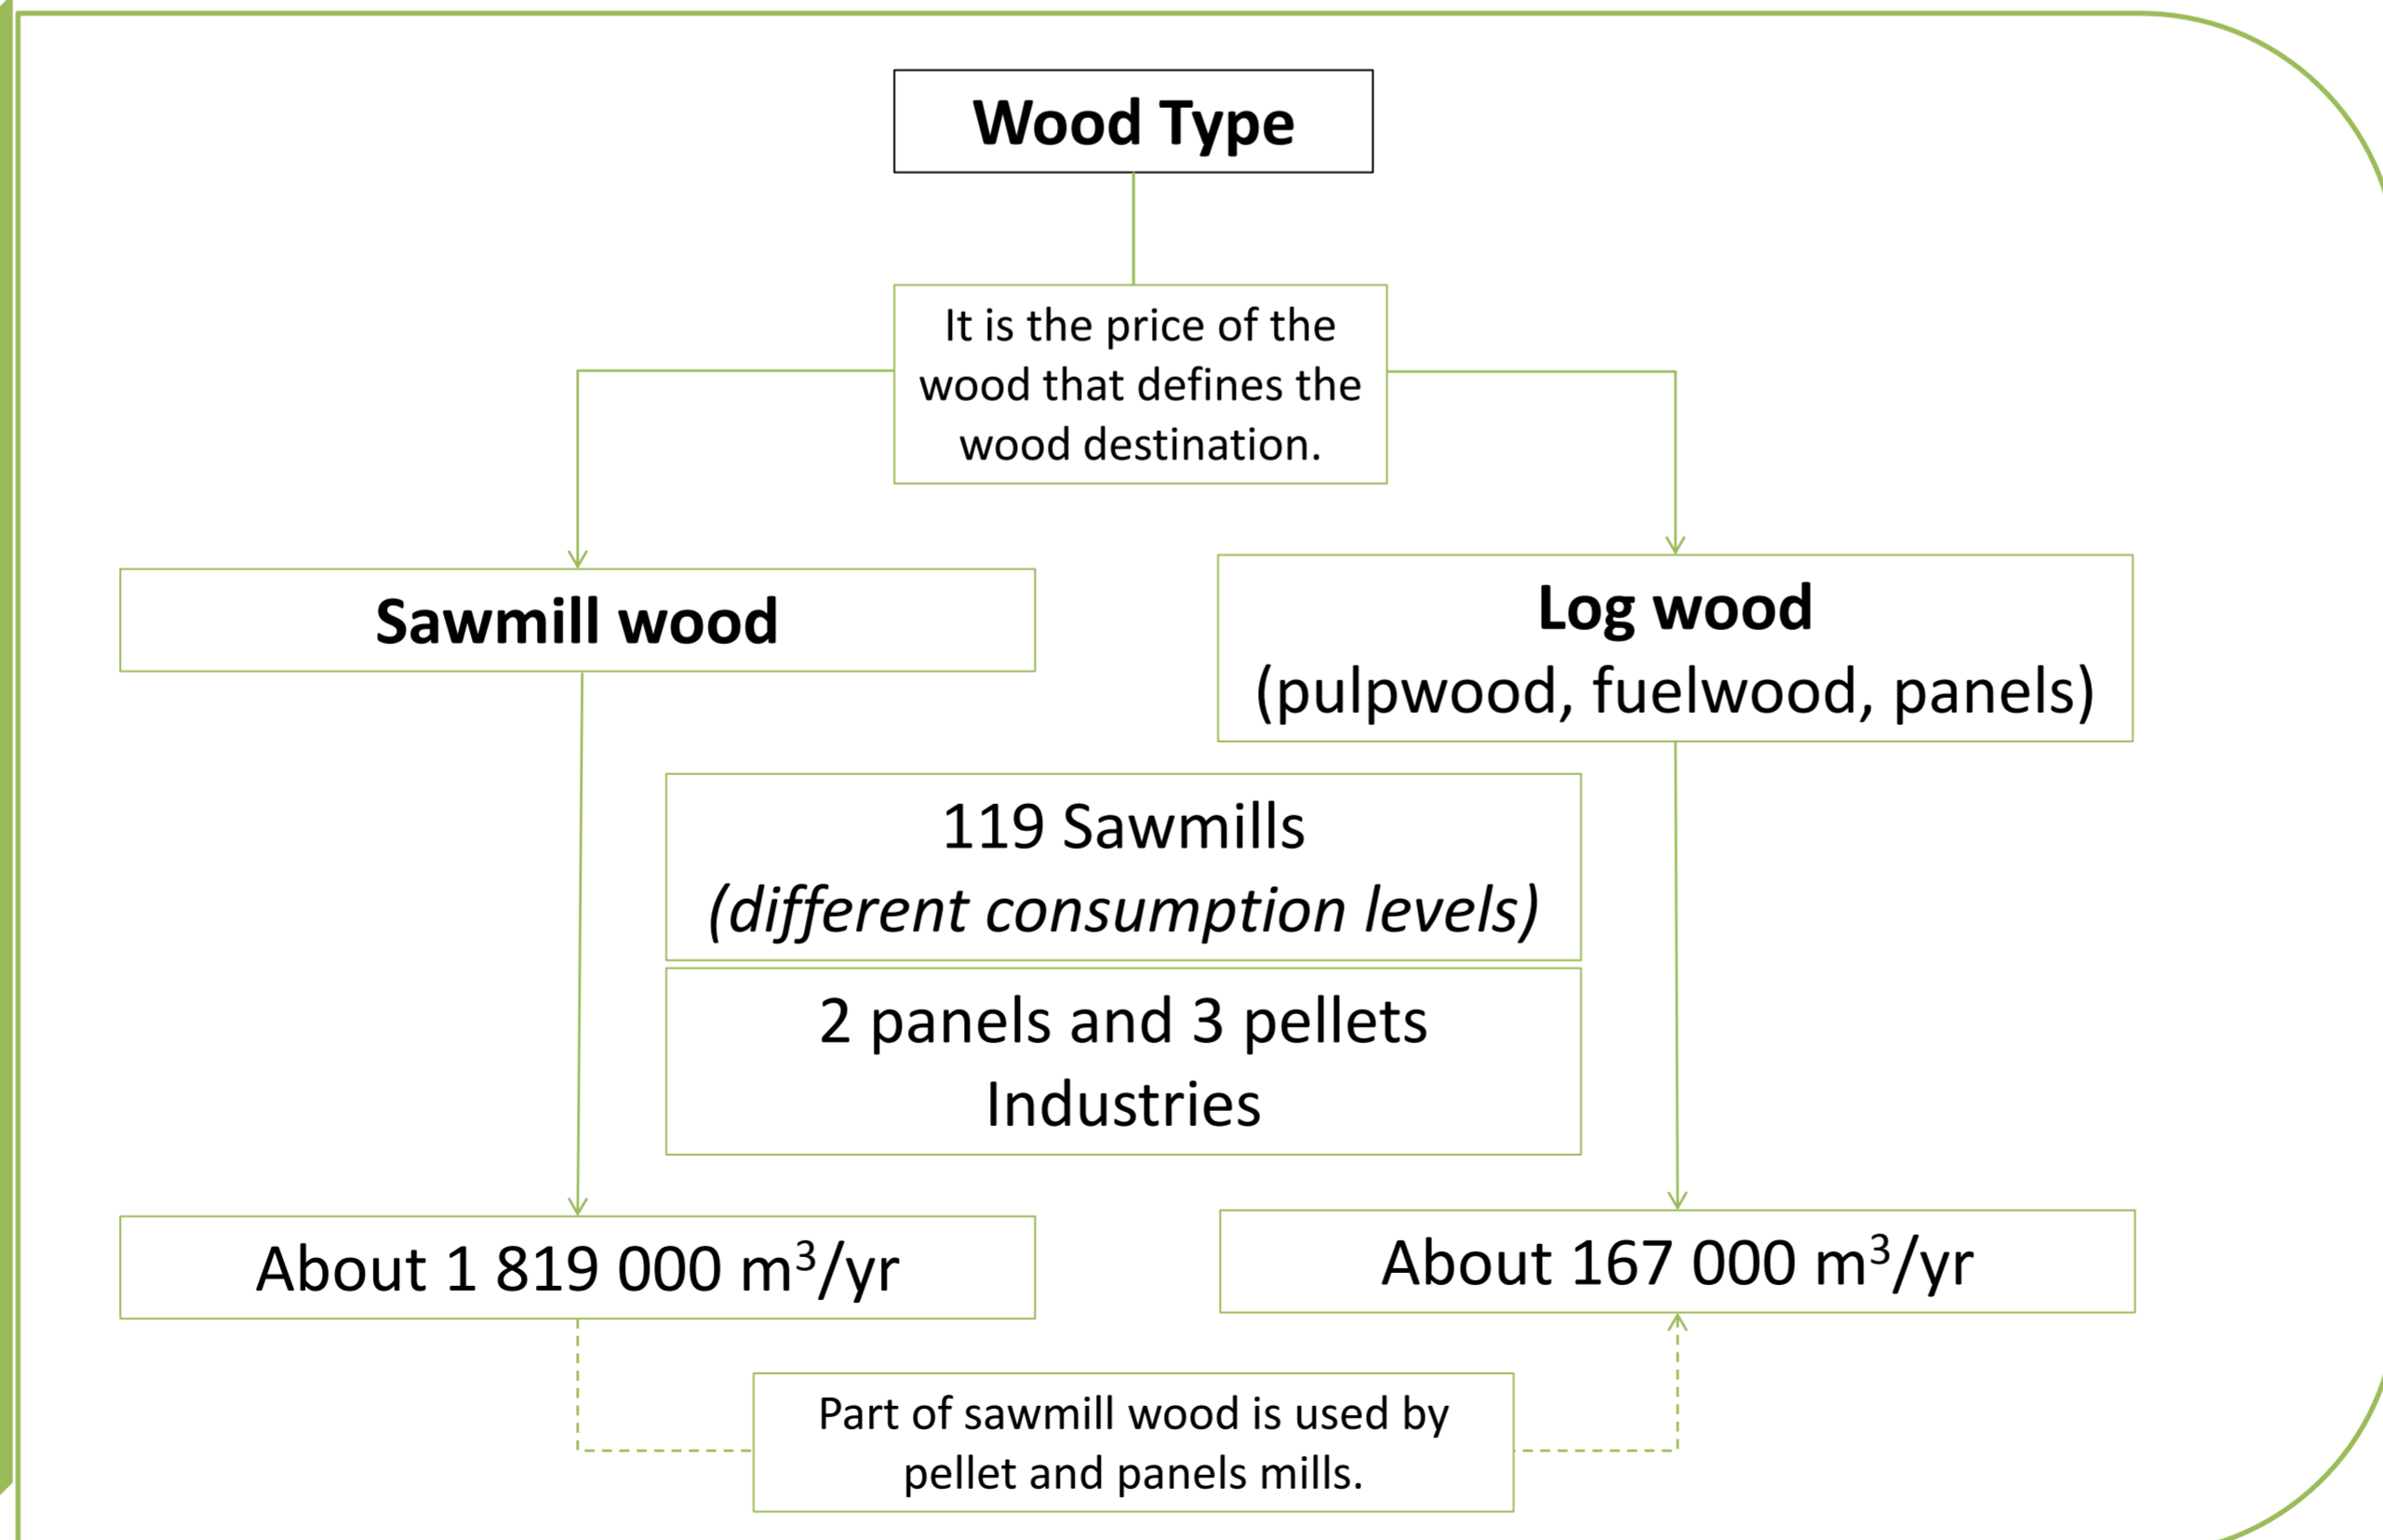 Wood Type
It is the price of the
wood that defines the
wood destination.
Sawmill wood
Log wood
(pulpwood, fuelwood, panels)
119 Sawmills
(different consumption levels)
2 panels and 3 pellets
Industries
About 1 819 000 m³/yr
About 167 000 m³/yr
Part of sawmill wood is used by
pellet and panels mills.